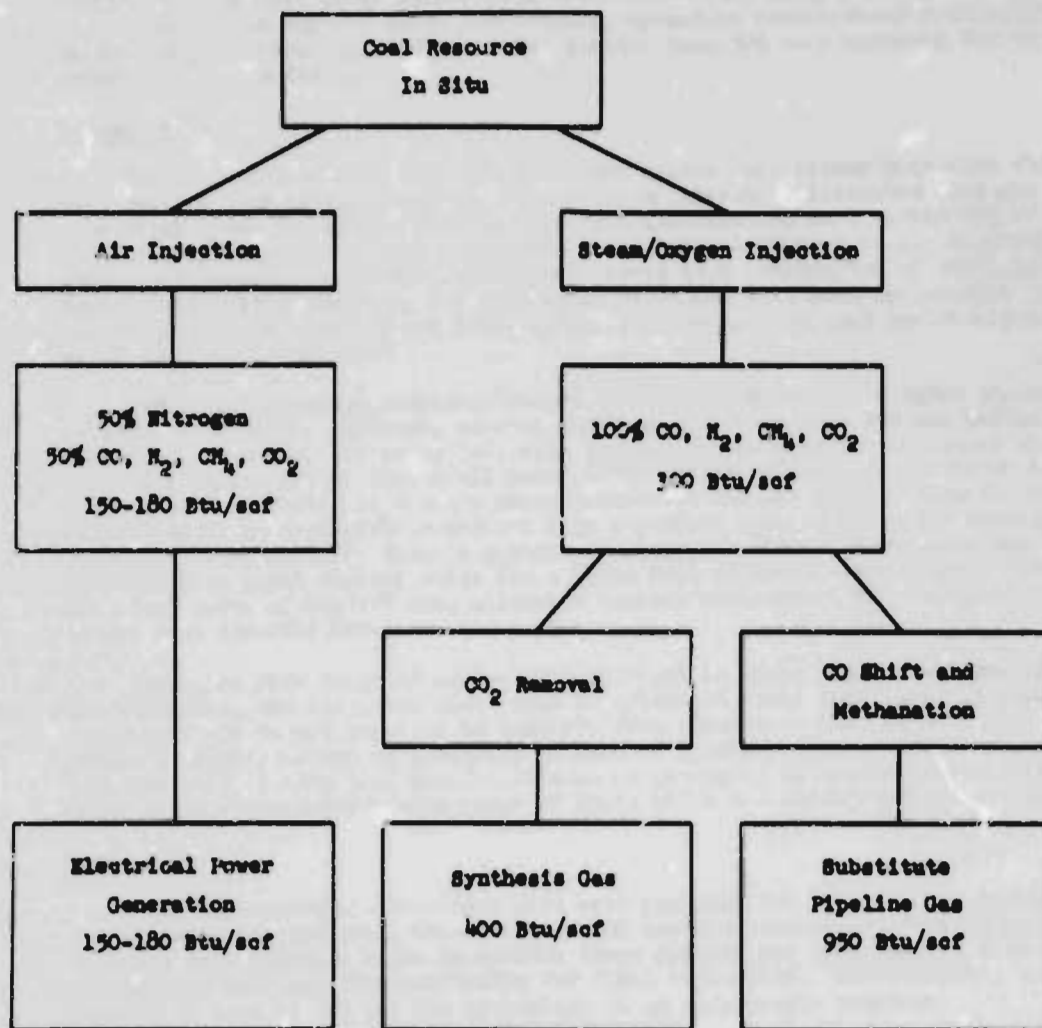 Coal Resource
In Situ
Air Injection
Steam/Oxygen Injection
50% Nitrogen
50% CO, H₂, CH₄, CO₂
150-180 Btu/scf
100% CO, H₂, CH₄, CO₂
300 Btu/scf
CO₂ Removal
CO Shift and
Methanation
Electrical Power
Generation
150-180 Btu/scf
Synthesis Gas
400 Btu/scf
Substitute
Pipeline Gas
950 Btu/scf